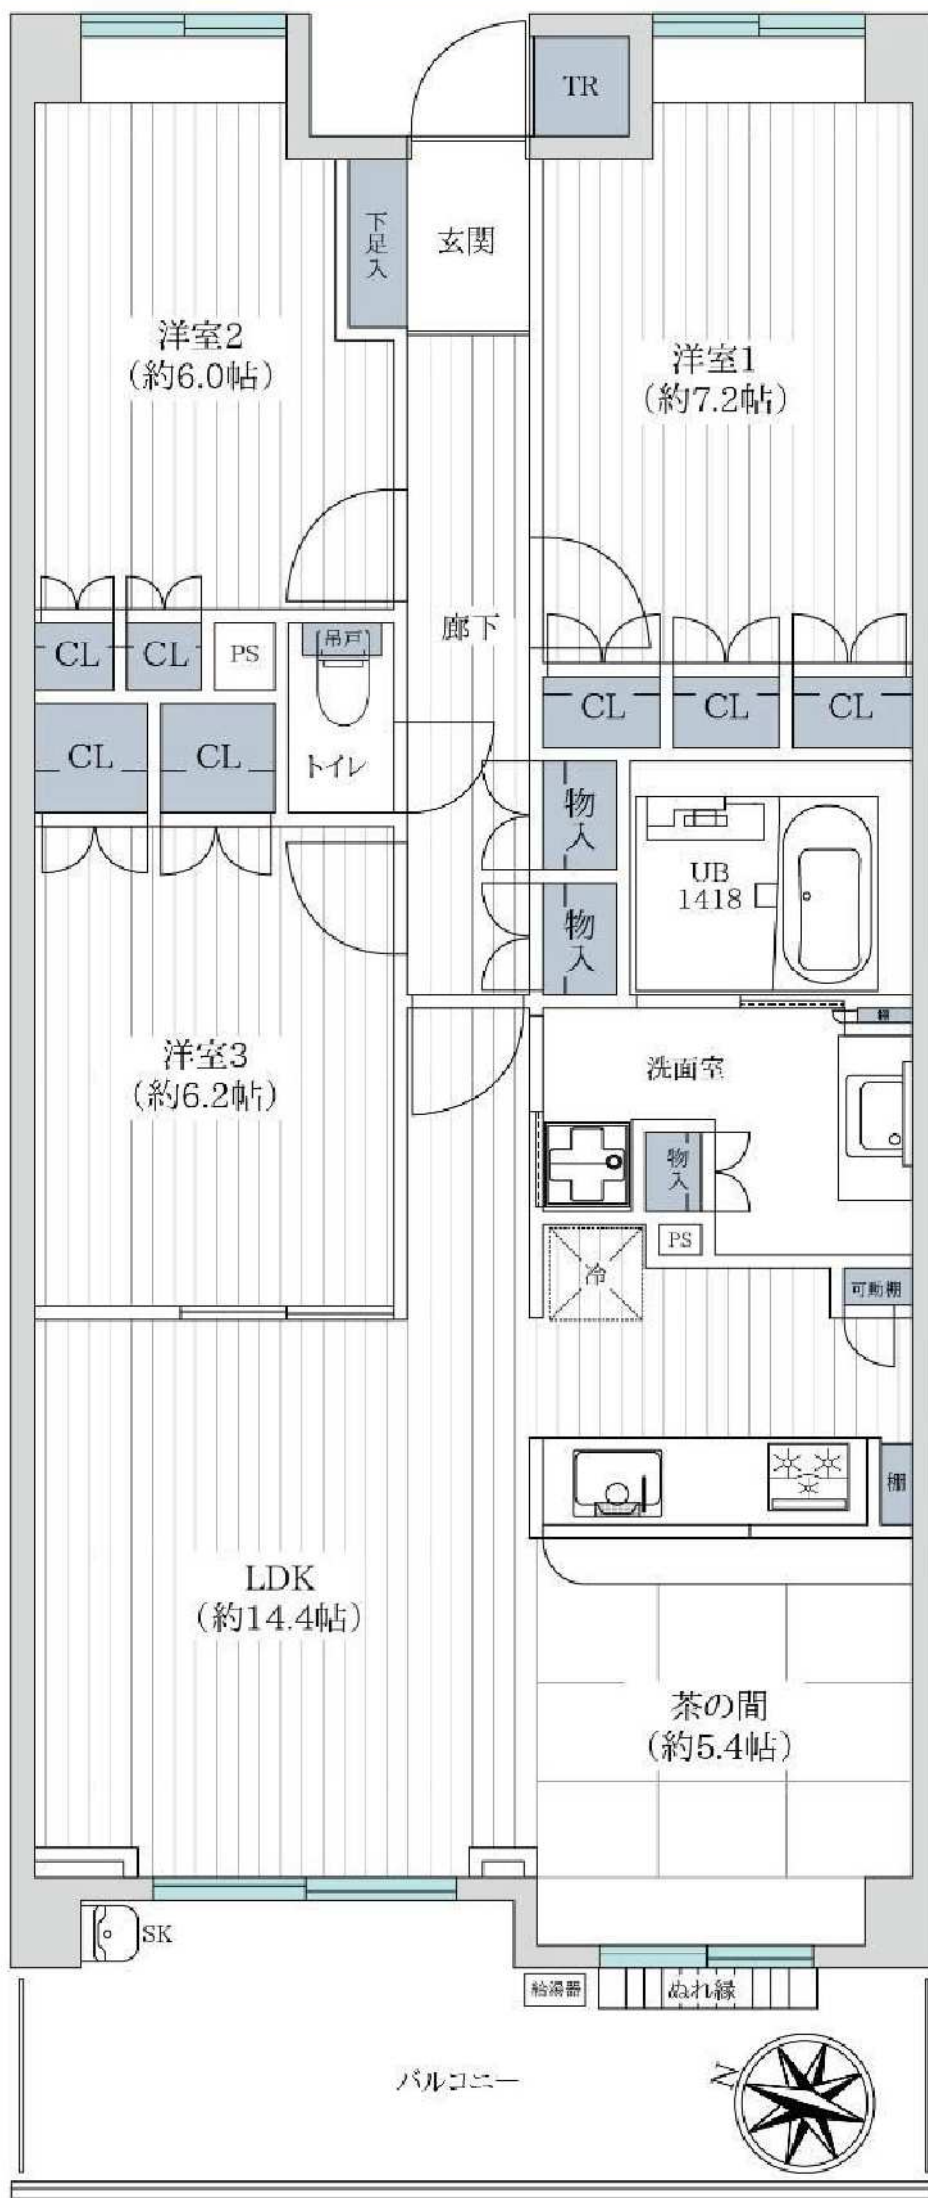 TR
下足入
玄関
洋室2
(約6.0帖)
洋室1
(約7.2帖)
廊下
CL
CL
PS
吊戸
CL
CL
CL
CL
CL
トイレ
物入
UB
1418
物入
棚
洋室3
(約6.2帖)
洗面室
物入
PS
冷
可動棚
棚
LDK
(約14.4帖)
茶の間
(約5.4帖)
SK
給湯器
ぬれ縁
バルコニー
N